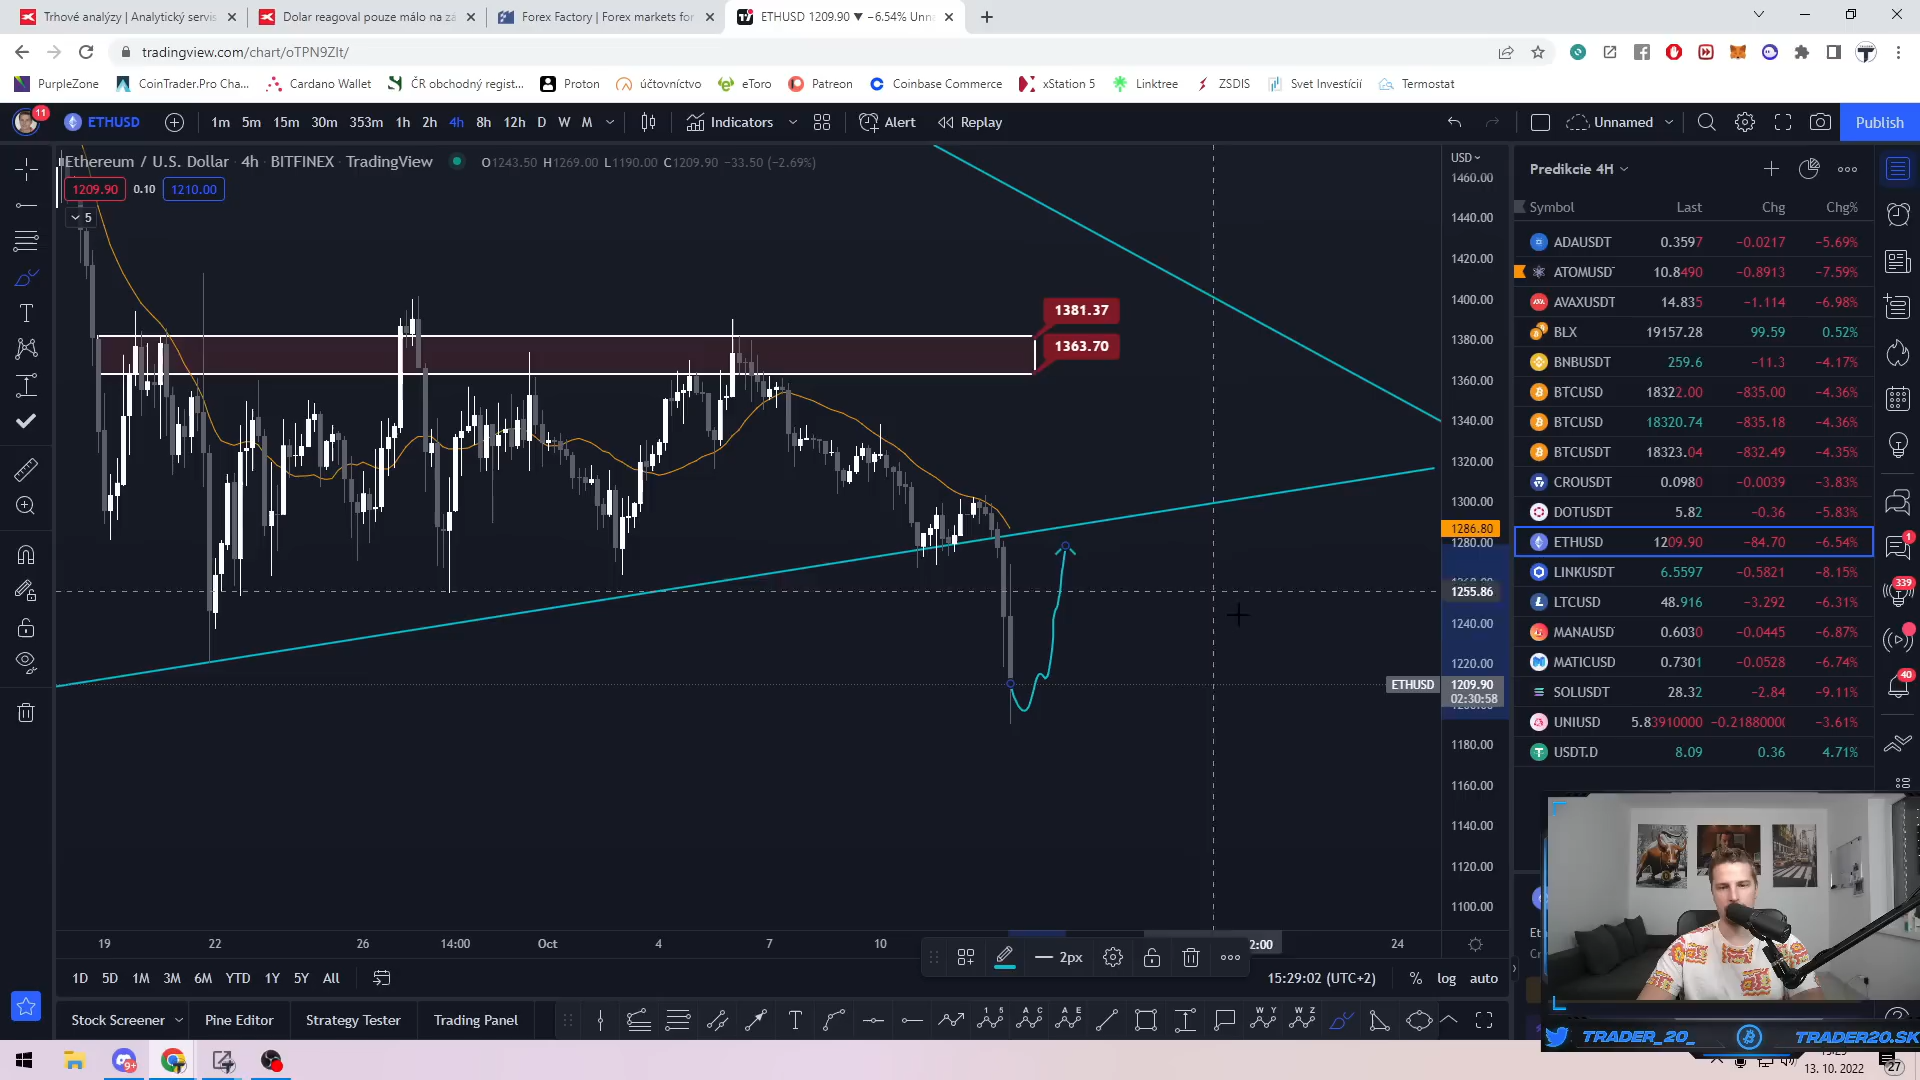 Trhové analýzy | Analytický servis
Dolar reagoval pouze málo na zá
Forex Factory | Forex markets for
ETHUSD 1209.90 ▼ −6.54% Unna
tradingview.com/chart/oTPN9ZIt/
PurpleZone
CoinTrader.Pro Cha...
Cardano Wallet
ČR obchodný regist...
Proton
účtovníctvo
eToro
Patreon
Coinbase Commerce
xStation 5
Linktree
ZSDIS
Svet Investícií
Termostat
11
ETHUSD
1m 5m 15m 30m 353m 1h 2h 4h 8h 12h D W M
Indicators
Alert
Replay
Unnamed
Publish
Ethereum / U.S. Dollar · 4h · BITFINEX · TradingView
O1243.50 H1269.00 L1190.00 C1209.90 −33.50 (−2.69%)
1209.90 0.10 1210.00
5
1381.37
1363.70
USD
1460.00
1440.00
1420.00
1400.00
1380.00
1360.00
1340.00
1320.00
1300.00
1286.80
1280.00
1255.86
1240.00
1220.00
ETHUSD 1209.90
02:30:58
1180.00
1160.00
1140.00
1120.00
1100.00
19 22 26 14:00 Oct 4 7 10 2:00 24
2px
1D 5D 1M 3M 6M YTD 1Y 5Y All
15:29:02 (UTC+2)
% log auto
Stock Screener
Pine Editor
Strategy Tester
Trading Panel
Predikcie 4H
Symbol Last Chg Chg%
ADAUSDT 0.3597 −0.0217 −5.69%
ATOMUSD 10.8490 −0.8913 −7.59%
AVAXUSDT 14.835 −1.114 −6.98%
BLX 19157.28 99.59 0.52%
BNBUSDT 259.6 −11.3 −4.17%
BTCUSD 18322.00 −835.00 −4.36%
BTCUSD 18320.74 −835.18 −4.36%
BTCUSDT 18323.04 −832.49 −4.35%
CROUSDT 0.0980 −0.0039 −3.83%
DOTUSDT 5.82 −0.36 −5.83%
ETHUSD 1209.90 −84.70 −6.54%
LINKUSDT 6.5597 −0.5821 −8.15%
LTCUSD 48.916 −3.292 −6.31%
MANAUSD 0.6030 −0.0445 −6.87%
MATICUSD 0.7301 −0.0528 −6.74%
SOLUSDT 28.32 −2.84 −9.11%
UNIUSD 5.83910000 −0.2188000 −3.61%
USDT.D 8.09 0.36 4.71%
1
339
40
TRADER_20_
TRADER20.SK
9+
13. 10. 2022
27